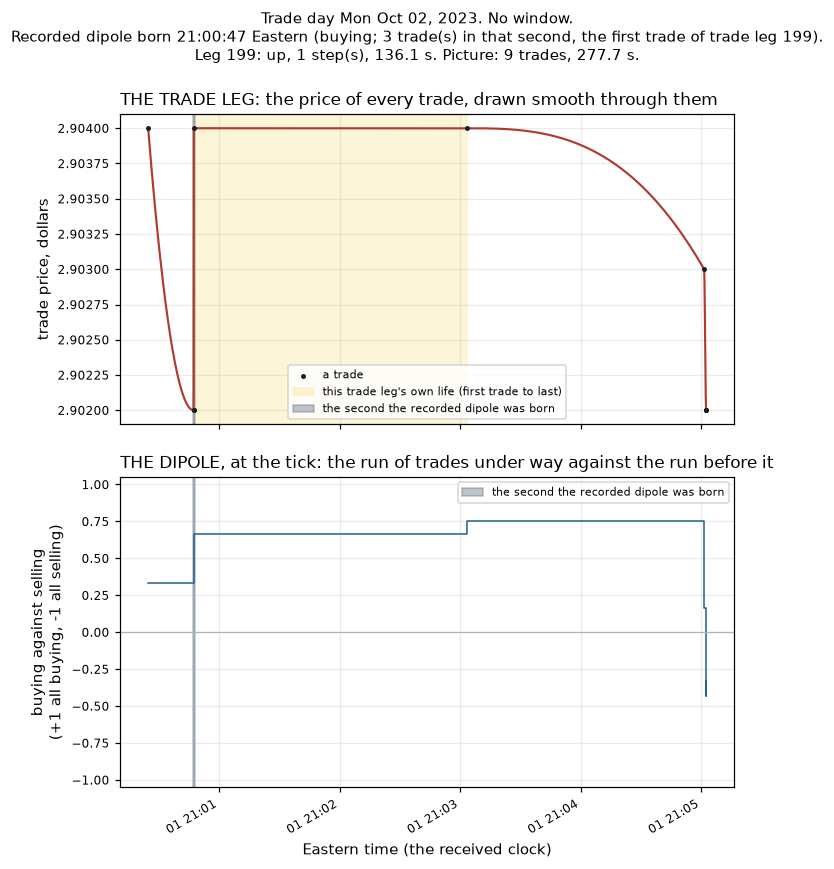 Trade day Mon Oct 02, 2023. No window.
Recorded dipole born 21:00:47 Eastern (buying; 3 trade(s) in that second, the first trade of trade leg 199).
Leg 199: up, 1 step(s), 136.1 s. Picture: 9 trades, 277.7 s.
THE TRADE LEG: the price of every trade, drawn smooth through them
trade price, dollars
2.90400
2.90375
2.90350
2.90325
2.90300
2.90275
2.90250
2.90225
2.90200
a trade
this trade leg's own life (first trade to last)
the second the recorded dipole was born
THE DIPOLE, at the tick: the run of trades under way against the run before it
buying against selling
(+1 all buying, -1 all selling)
1.00
0.75
0.50
0.25
0.00
−0.25
−0.50
−0.75
−1.00
the second the recorded dipole was born
01 21:01
01 21:02
01 21:03
01 21:04
01 21:05
Eastern time (the received clock)